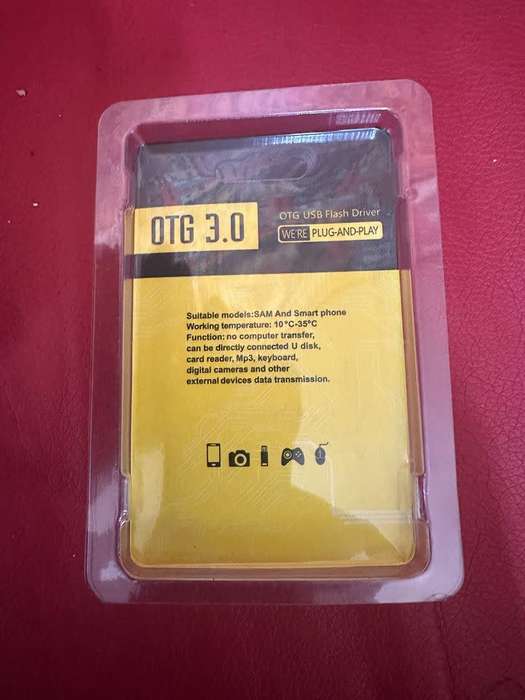 OTG 3.0
OTG USB Flash Driver
WE'RE PLUG-AND-PLAY
Suitable models:SAM And Smart phone
Working temperature: 10°C-35°C
Function: no computer transfer,
can be directly connected U disk,
card reader, Mp3, keyboard,
digital cameras and other
external devices data transmission.